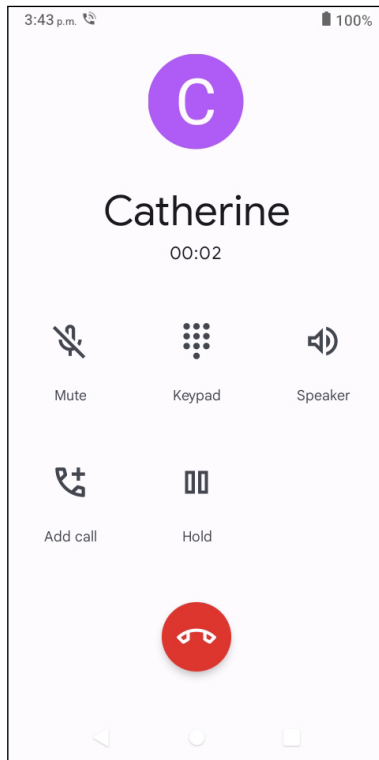 3:43 p.m. 100%
C
Catherine
00:02
Mute Keypad Speaker
Add call Hold